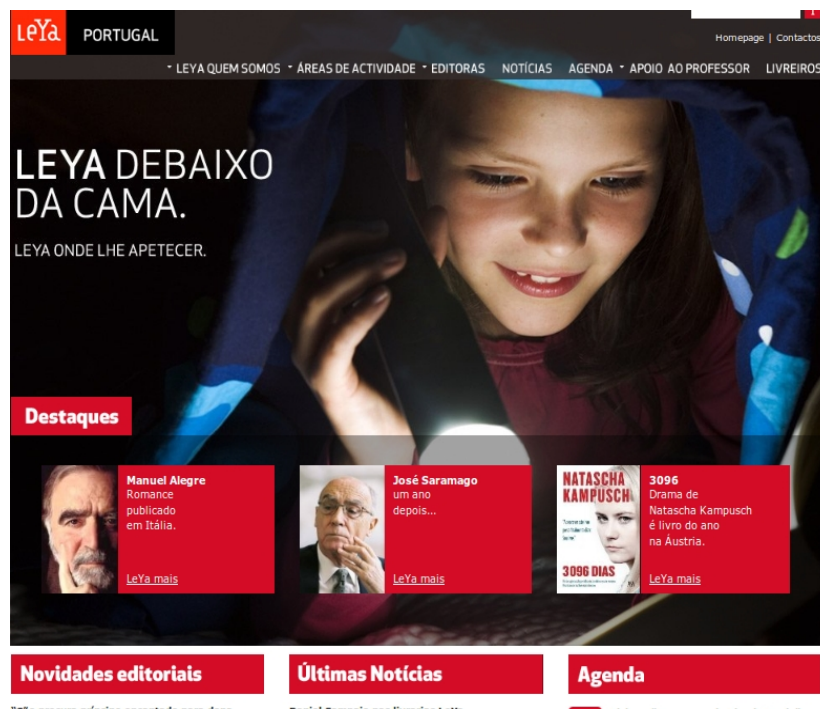 LeYa PORTUGAL
Homepage | Contactos
LEYA QUEM SOMOS ÁREAS DE ACTIVIDADE EDITORAS NOTÍCIAS AGENDA APOIO AO PROFESSOR LIVREIROS
LEYA DEBAIXO
DA CAMA.
LEYA ONDE LHE APETECER.
Destaques
Manuel Alegre
Romance
publicado
em Itália.
LeYa mais
José Saramago
um ano
depois...
LeYa mais
NATASCHA
KAMPUSCH
3096 DIAS
3096
Drama de
Natascha Kampusch
é livro do ano
na Áustria.
LeYa mais
Novidades editoriais
Últimas Notícias
Agenda